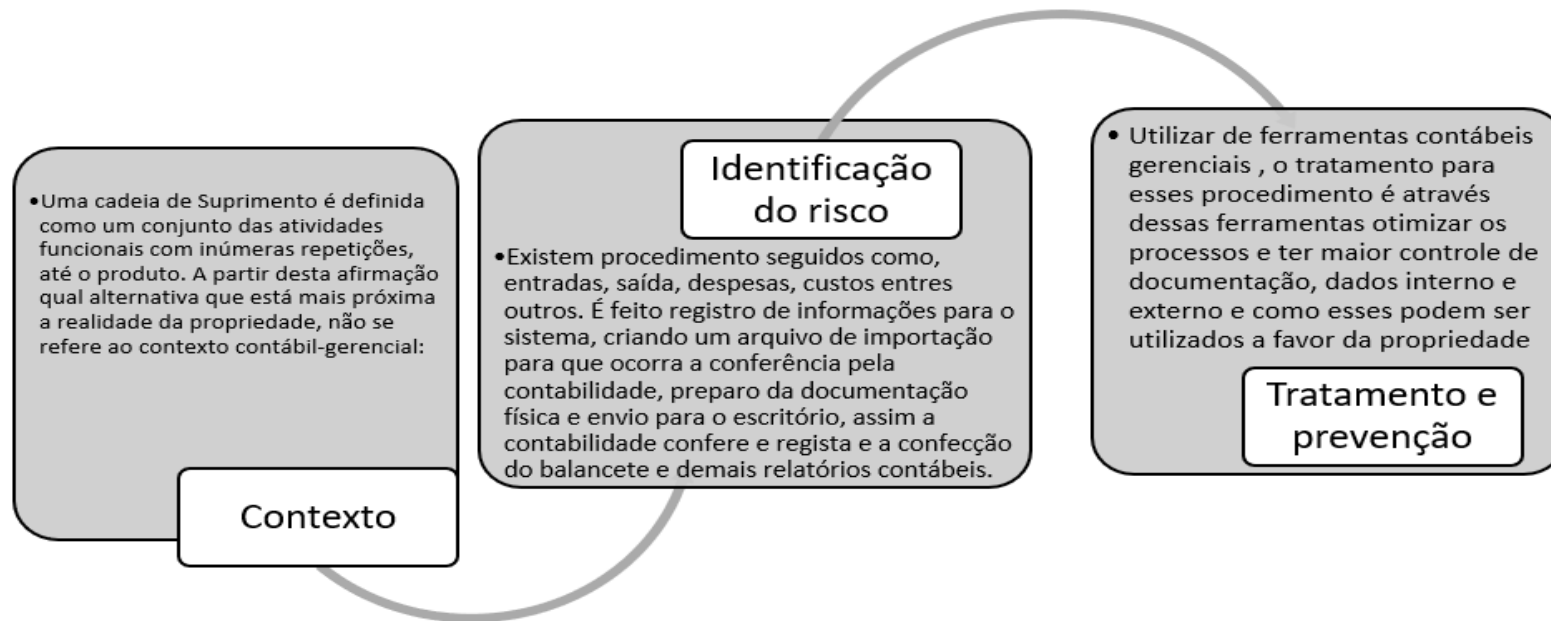 •Uma cadeia de Suprimento é definida
como um conjunto das atividades
funcionais com inúmeras repetições,
até o produto. A partir desta afirmação
qual alternativa que está mais próxima
a realidade da propriedade, não se
refere ao contexto contábil-gerencial:
Contexto
Identificação
do risco
•Existem procedimento seguidos como,
entradas, saída, despesas, custos entres
outros. É feito registro de informações para o
sistema, criando um arquivo de importação
para que ocorra a conferência pela
contabilidade, preparo da documentação
física e envio para o escritório, assim a
contabilidade confere e regista e a confecção
do balancete e demais relatórios contábeis.
• Utilizar de ferramentas contábeis
gerenciais , o tratamento para
esses procedimento é através
dessas ferramentas otimizar os
processos e ter maior controle de
documentação, dados interno e
externo e como esses podem ser
utilizados a favor da propriedade
Tratamento e
prevenção